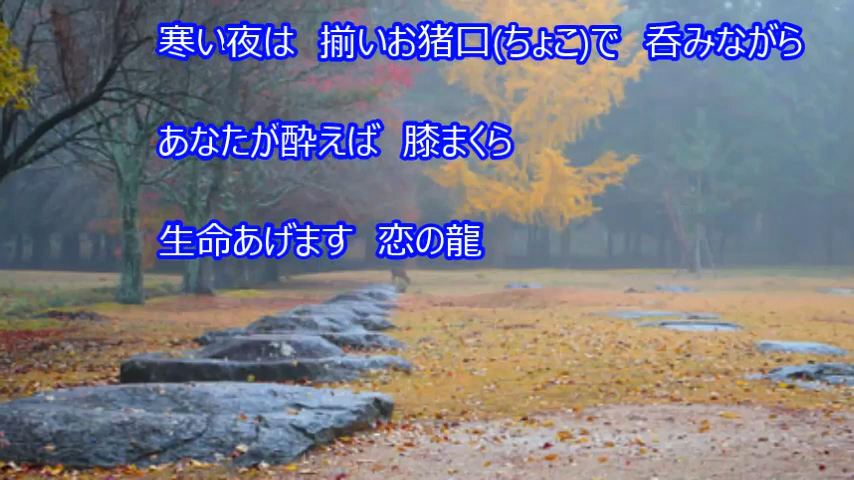 寒い夜は　揃いお猪口(ちょこ)で　呑みながら
あなたが酔えば　膝まくら
生命あげます　恋の龍